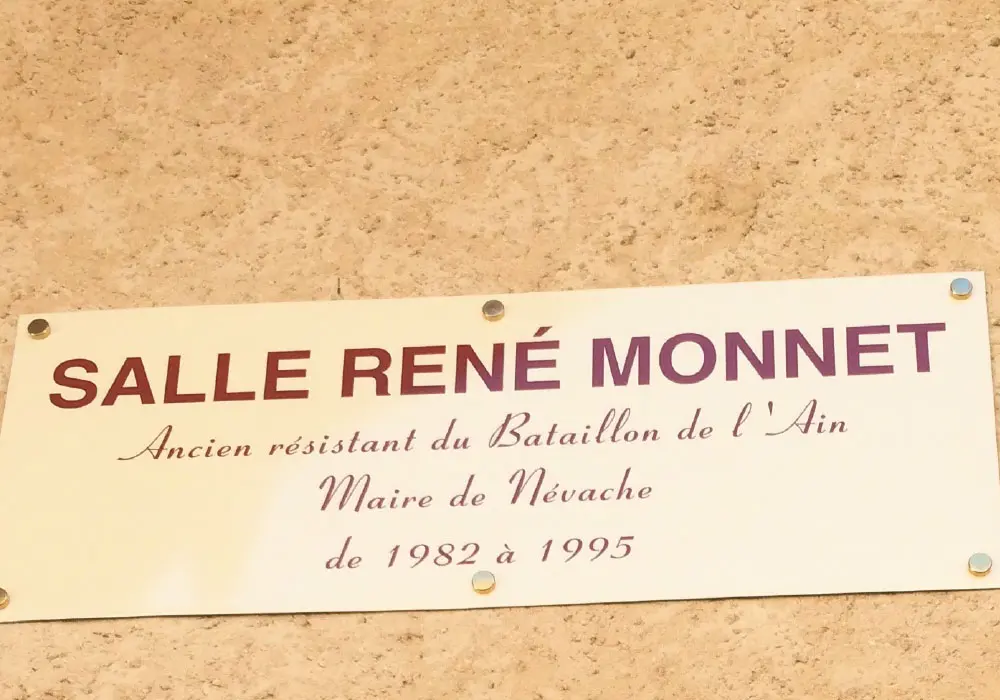 SALLE RENÉ MONNET
Ancien résistant du Bataillon de l'Ain
Maire de Névache
de 1982 à 1995